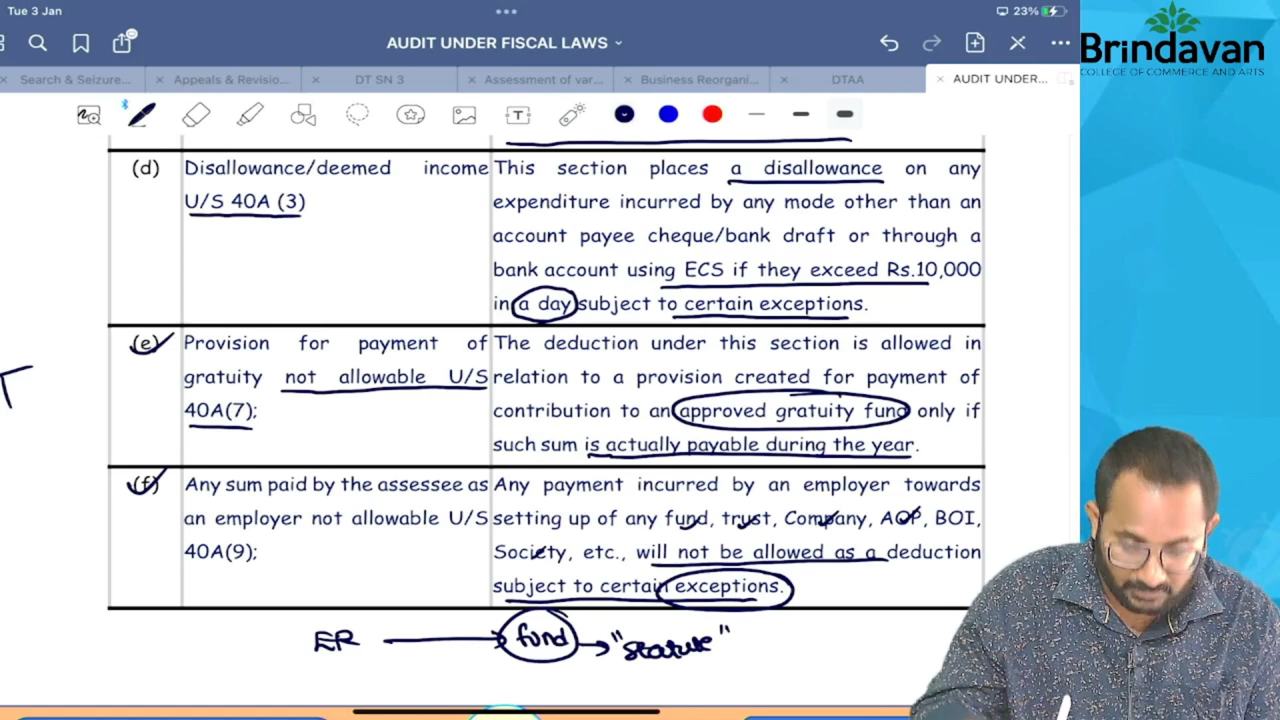 Tue 3 Jan
23%
AUDIT UNDER FISCAL LAWS
Brindavan
COLLEGE OF COMMERCE AND ARTS
Search & Seizure...
Appeals & Revisio...
DT SN 3
Assessment of var...
Business Reorgani...
DTAA
AUDIT UNDER...
(d)
Disallowance/deemed income
U/S 40A (3)
This section places a disallowance on any
expenditure incurred by any mode other than an
account payee cheque/bank draft or through a
bank account using ECS if they exceed Rs.10,000
in a day subject to certain exceptions.
(e)
Provision for payment of
gratuity not allowable U/S
40A(7);
The deduction under this section is allowed in
relation to a provision created for payment of
contribution to an approved gratuity fund only if
such sum is actually payable during the year.
(f)
Any sum paid by the assessee as
an employer not allowable U/S
40A(9);
Any payment incurred by an employer towards
setting up of any fund, trust, Company, AOP, BOI,
Society, etc., will not be allowed as a deduction
subject to certain exceptions.
ER fund "statute"